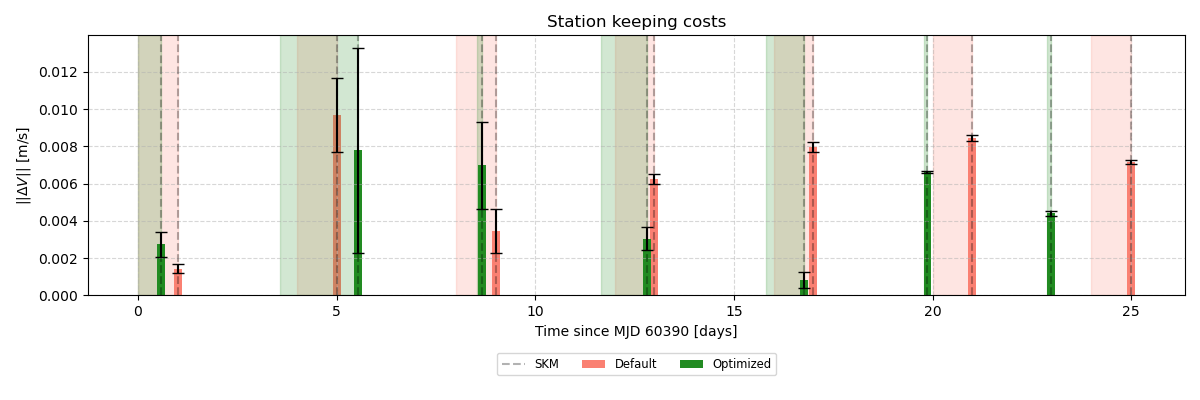 Station keeping costs
||ΔV|| [m/s]
0.012
0.010
0.008
0.006
0.004
0.002
0.000
0 5 10 15 20 25
Time since MJD 60390 [days]
SKM Default Optimized